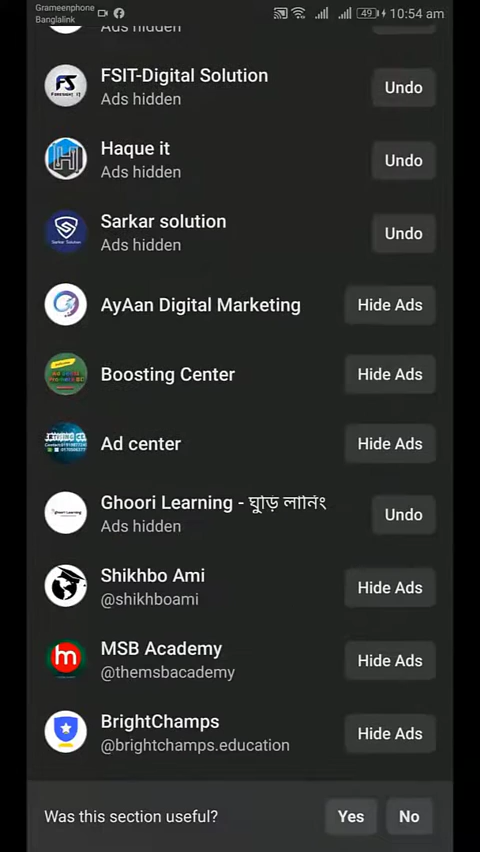 Grameenphone
Banglalink
49
10:54 am
Ads hidden
FSIT-Digital Solution
Ads hidden
Undo
Haque it
Ads hidden
Undo
Sarkar solution
Ads hidden
Undo
AyAan Digital Marketing
Hide Ads
Boosting Center
Hide Ads
Ad center
Hide Ads
Ghoori Learning - ঘুড়ি লার্নিং
Ads hidden
Undo
Shikhbo Ami
@shikhboami
Hide Ads
MSB Academy
@themsbacademy
Hide Ads
BrightChamps
@brightchamps.education
Hide Ads
Was this section useful?
Yes
No